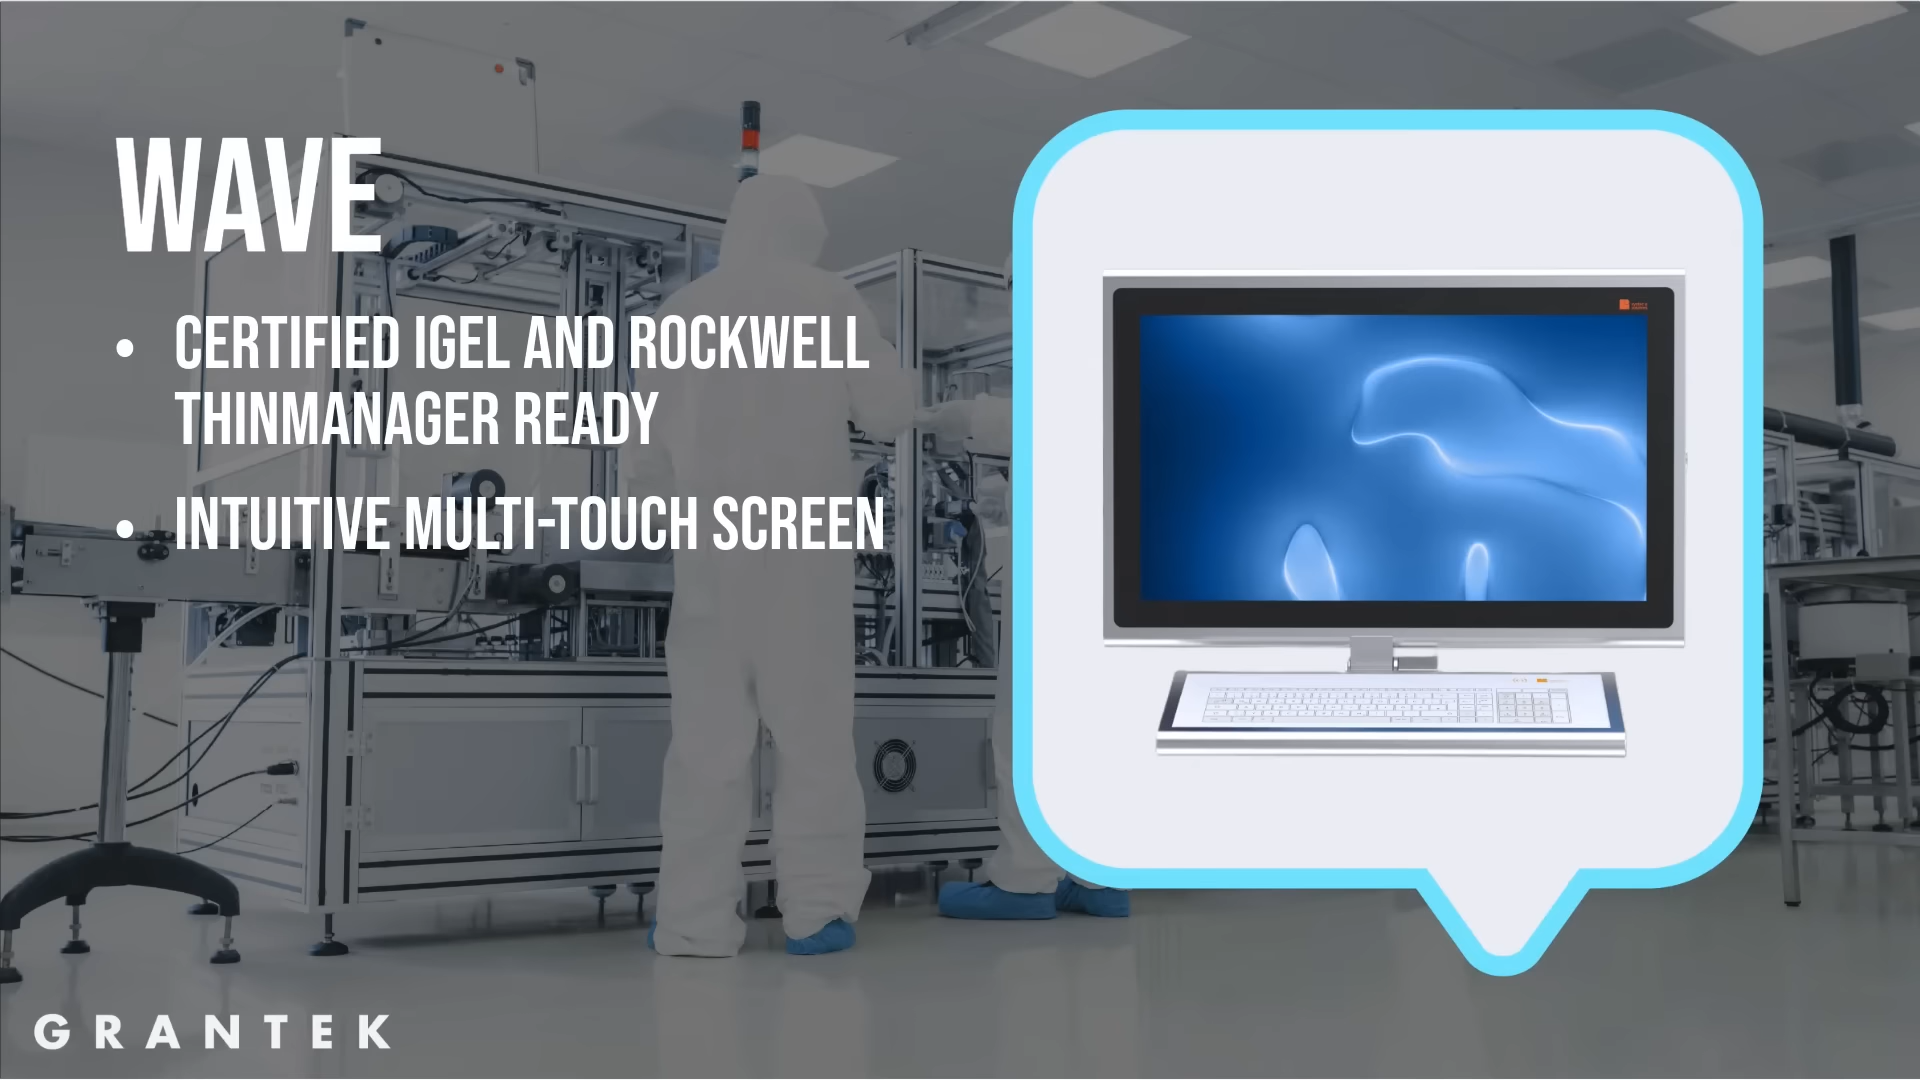 WAVE
• CERTIFIED IGEL AND ROCKWELL
THINMANAGER READY
• INTUITIVE MULTI-TOUCH SCREEN
GRANTEK